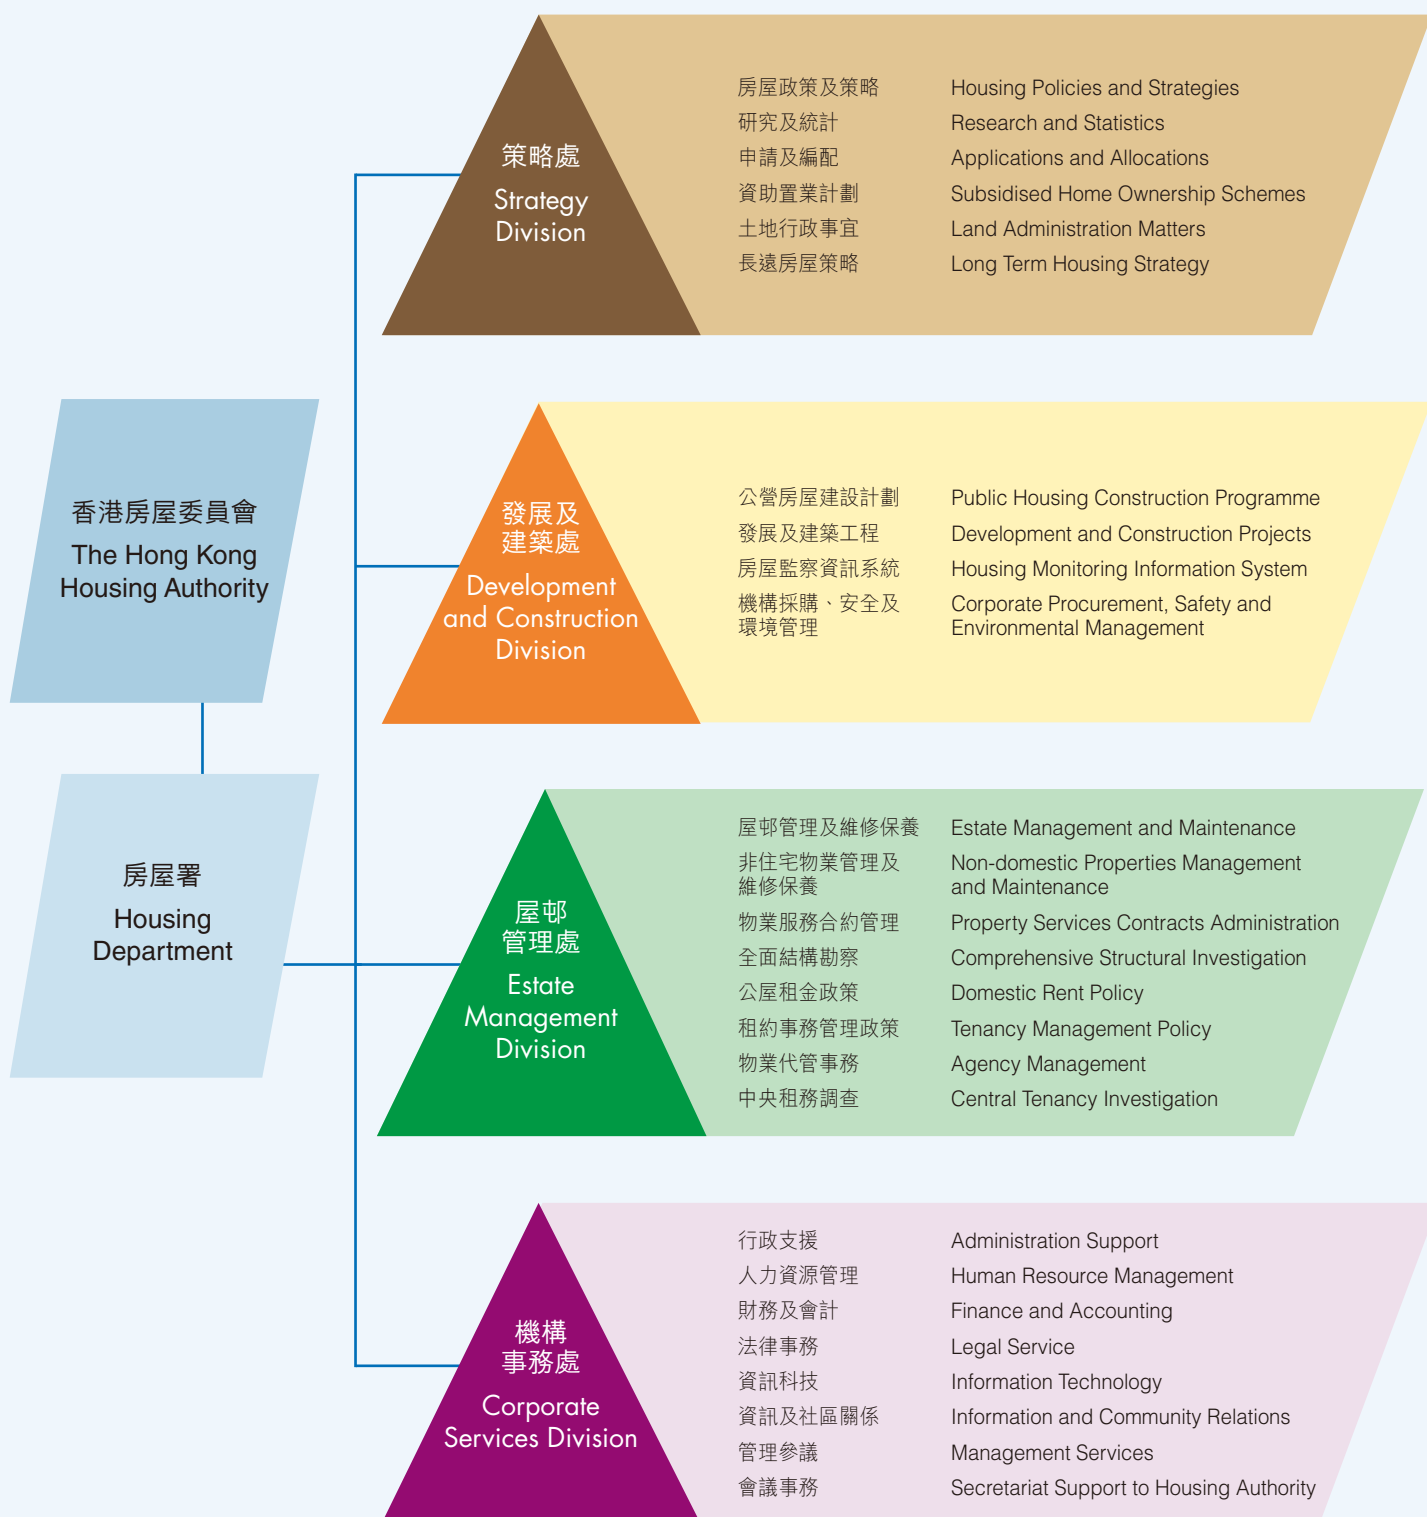 香港房屋委員會
The Hong Kong
Housing Authority
房屋署
Housing
Department
策略處
Strategy
Division
房屋政策及策略 Housing Policies and Strategies
研究及統計 Research and Statistics
申請及編配 Applications and Allocations
資助置業計劃 Subsidised Home Ownership Schemes
土地行政事宜 Land Administration Matters
長遠房屋策略 Long Term Housing Strategy
發展及
建築處
Development
and Construction
Division
公營房屋建設計劃 Public Housing Construction Programme
發展及建築工程 Development and Construction Projects
房屋監察資訊系統 Housing Monitoring Information System
機構採購、安全及 Corporate Procurement, Safety and
環境管理 Environmental Management
屋邨
管理處
Estate
Management
Division
屋邨管理及維修保養 Estate Management and Maintenance
非住宅物業管理及 Non-domestic Properties Management
維修保養 and Maintenance
物業服務合約管理 Property Services Contracts Administration
全面結構勘察 Comprehensive Structural Investigation
公屋租金政策 Domestic Rent Policy
租約事務管理政策 Tenancy Management Policy
物業代管事務 Agency Management
中央租務調查 Central Tenancy Investigation
機構
事務處
Corporate
Services Division
行政支援 Administration Support
人力資源管理 Human Resource Management
財務及會計 Finance and Accounting
法律事務 Legal Service
資訊科技 Information Technology
資訊及社區關係 Information and Community Relations
管理參議 Management Services
會議事務 Secretariat Support to Housing Authority